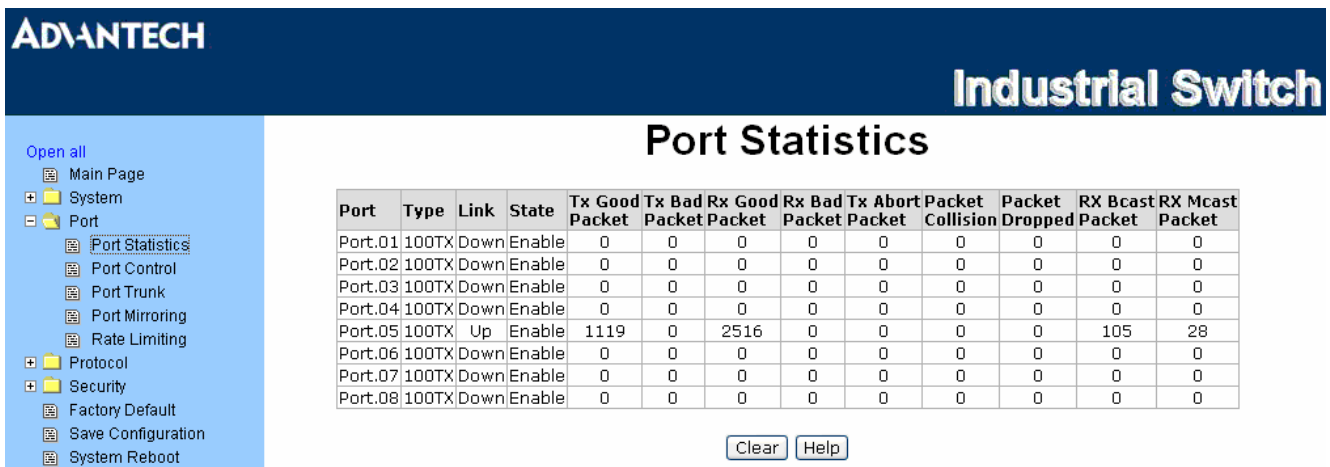 ADVANTECH
Industrial Switch
Open all
Main Page
System
Port
Port Statistics
Port Control
Port Trunk
Port Mirroring
Rate Limiting
Protocol
Security
Factory Default
Save Configuration
System Reboot
Port Statistics
Port Type Link State Tx Good Packet Tx Bad Packet Rx Good Packet Rx Bad Packet Tx Abort Packet Packet Collision Packet Dropped RX Bcast Packet RX Mcast Packet
Port.01 100TX Down Enable 0 0 0 0 0 0 0 0 0
Port.02 100TX Down Enable 0 0 0 0 0 0 0 0 0
Port.03 100TX Down Enable 0 0 0 0 0 0 0 0 0
Port.04 100TX Down Enable 0 0 0 0 0 0 0 0 0
Port.05 100TX Up Enable 1119 0 2516 0 0 0 0 105 28
Port.06 100TX Down Enable 0 0 0 0 0 0 0 0 0
Port.07 100TX Down Enable 0 0 0 0 0 0 0 0 0
Port.08 100TX Down Enable 0 0 0 0 0 0 0 0 0
Clear Help